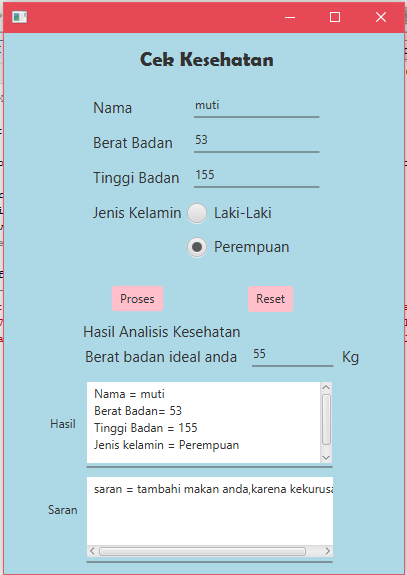 Cek Kesehatan
Nama muti
Berat Badan 53
Tinggi Badan 155
Jenis Kelamin Laki-Laki
Perempuan
Proses Reset
Hasil Analisis Kesehatan
Berat badan ideal anda 55 Kg
Nama = muti
Berat Badan= 53
Hasil
Tinggi Badan = 155
Jenis kelamin = Perempuan
saran = tambahi makan anda,karena kekurusa
Saran